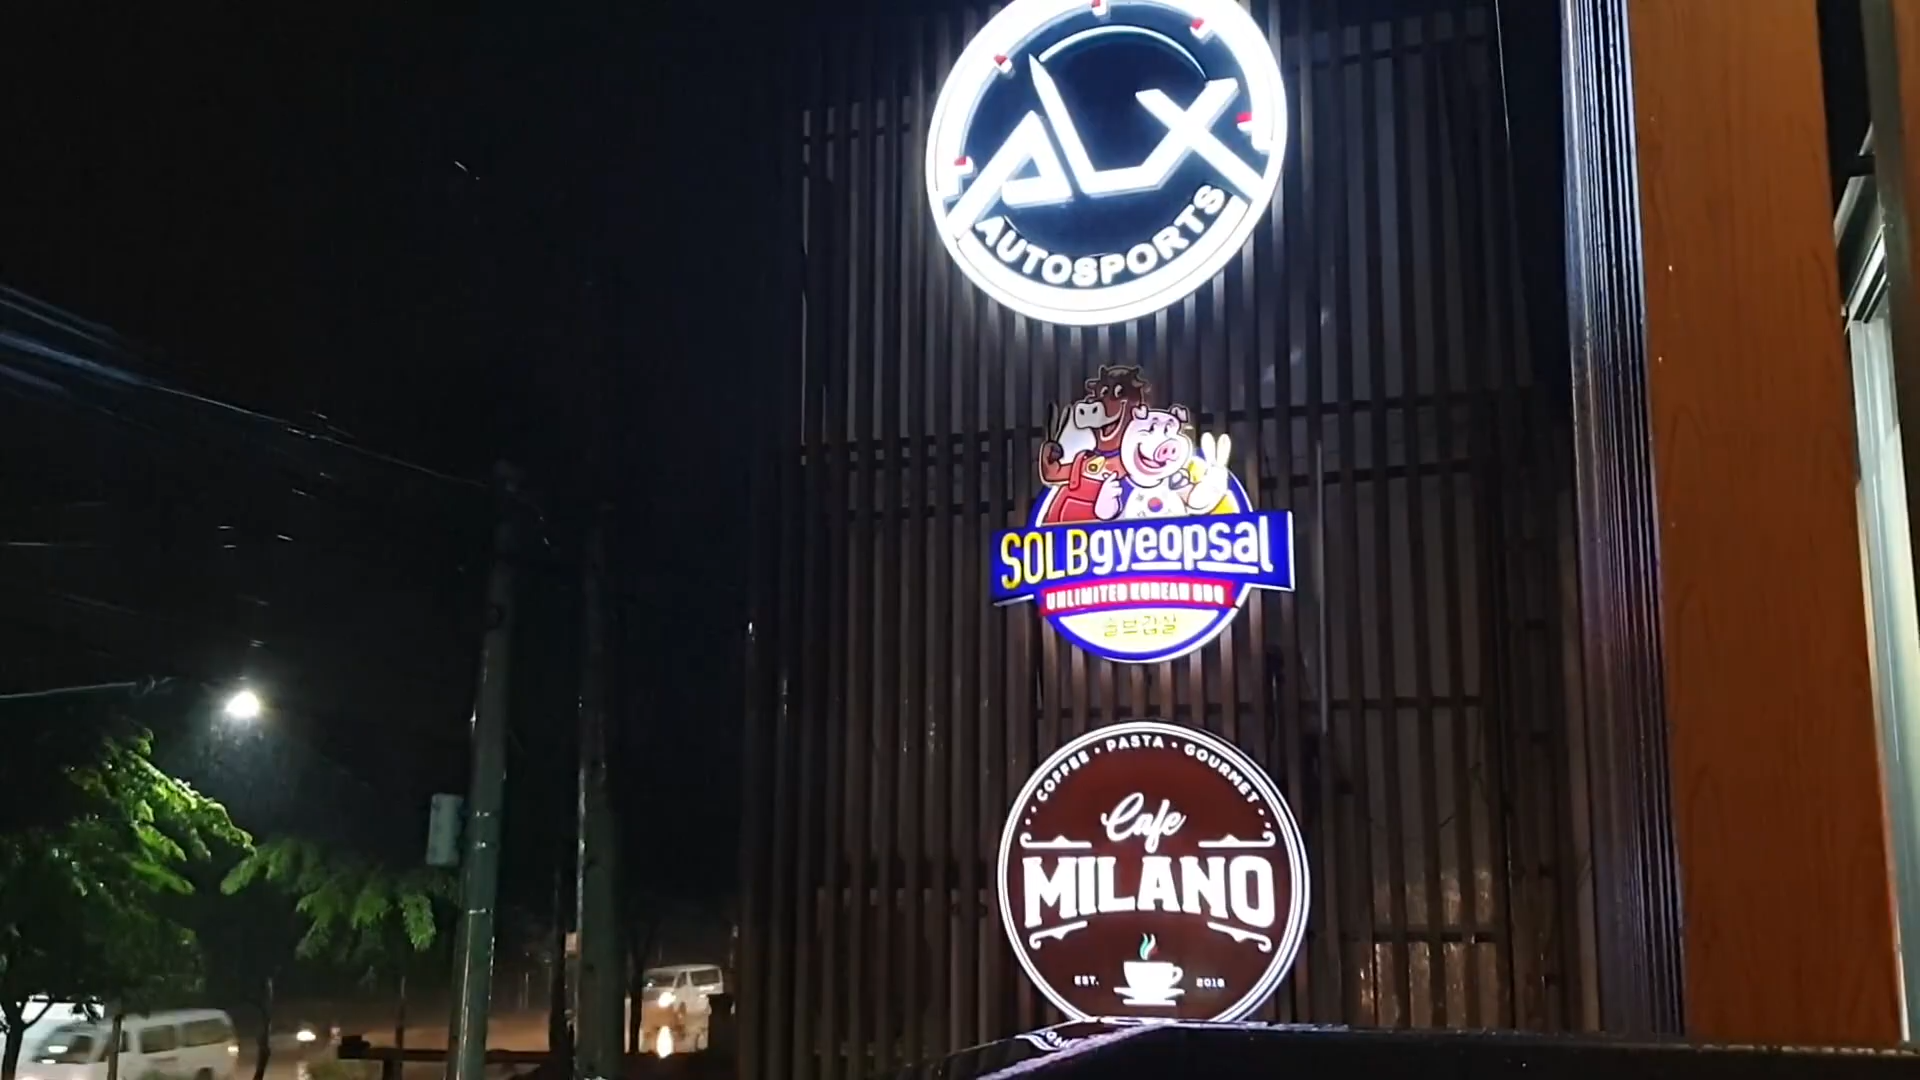 ALX
AUTOSPORTS
SOLBgyeopsal
UNLIMITED KOREAN BBQ
솔브겹살
COFFEE • PASTA • GOURMET
Cafe
MILANO
EST. 2018